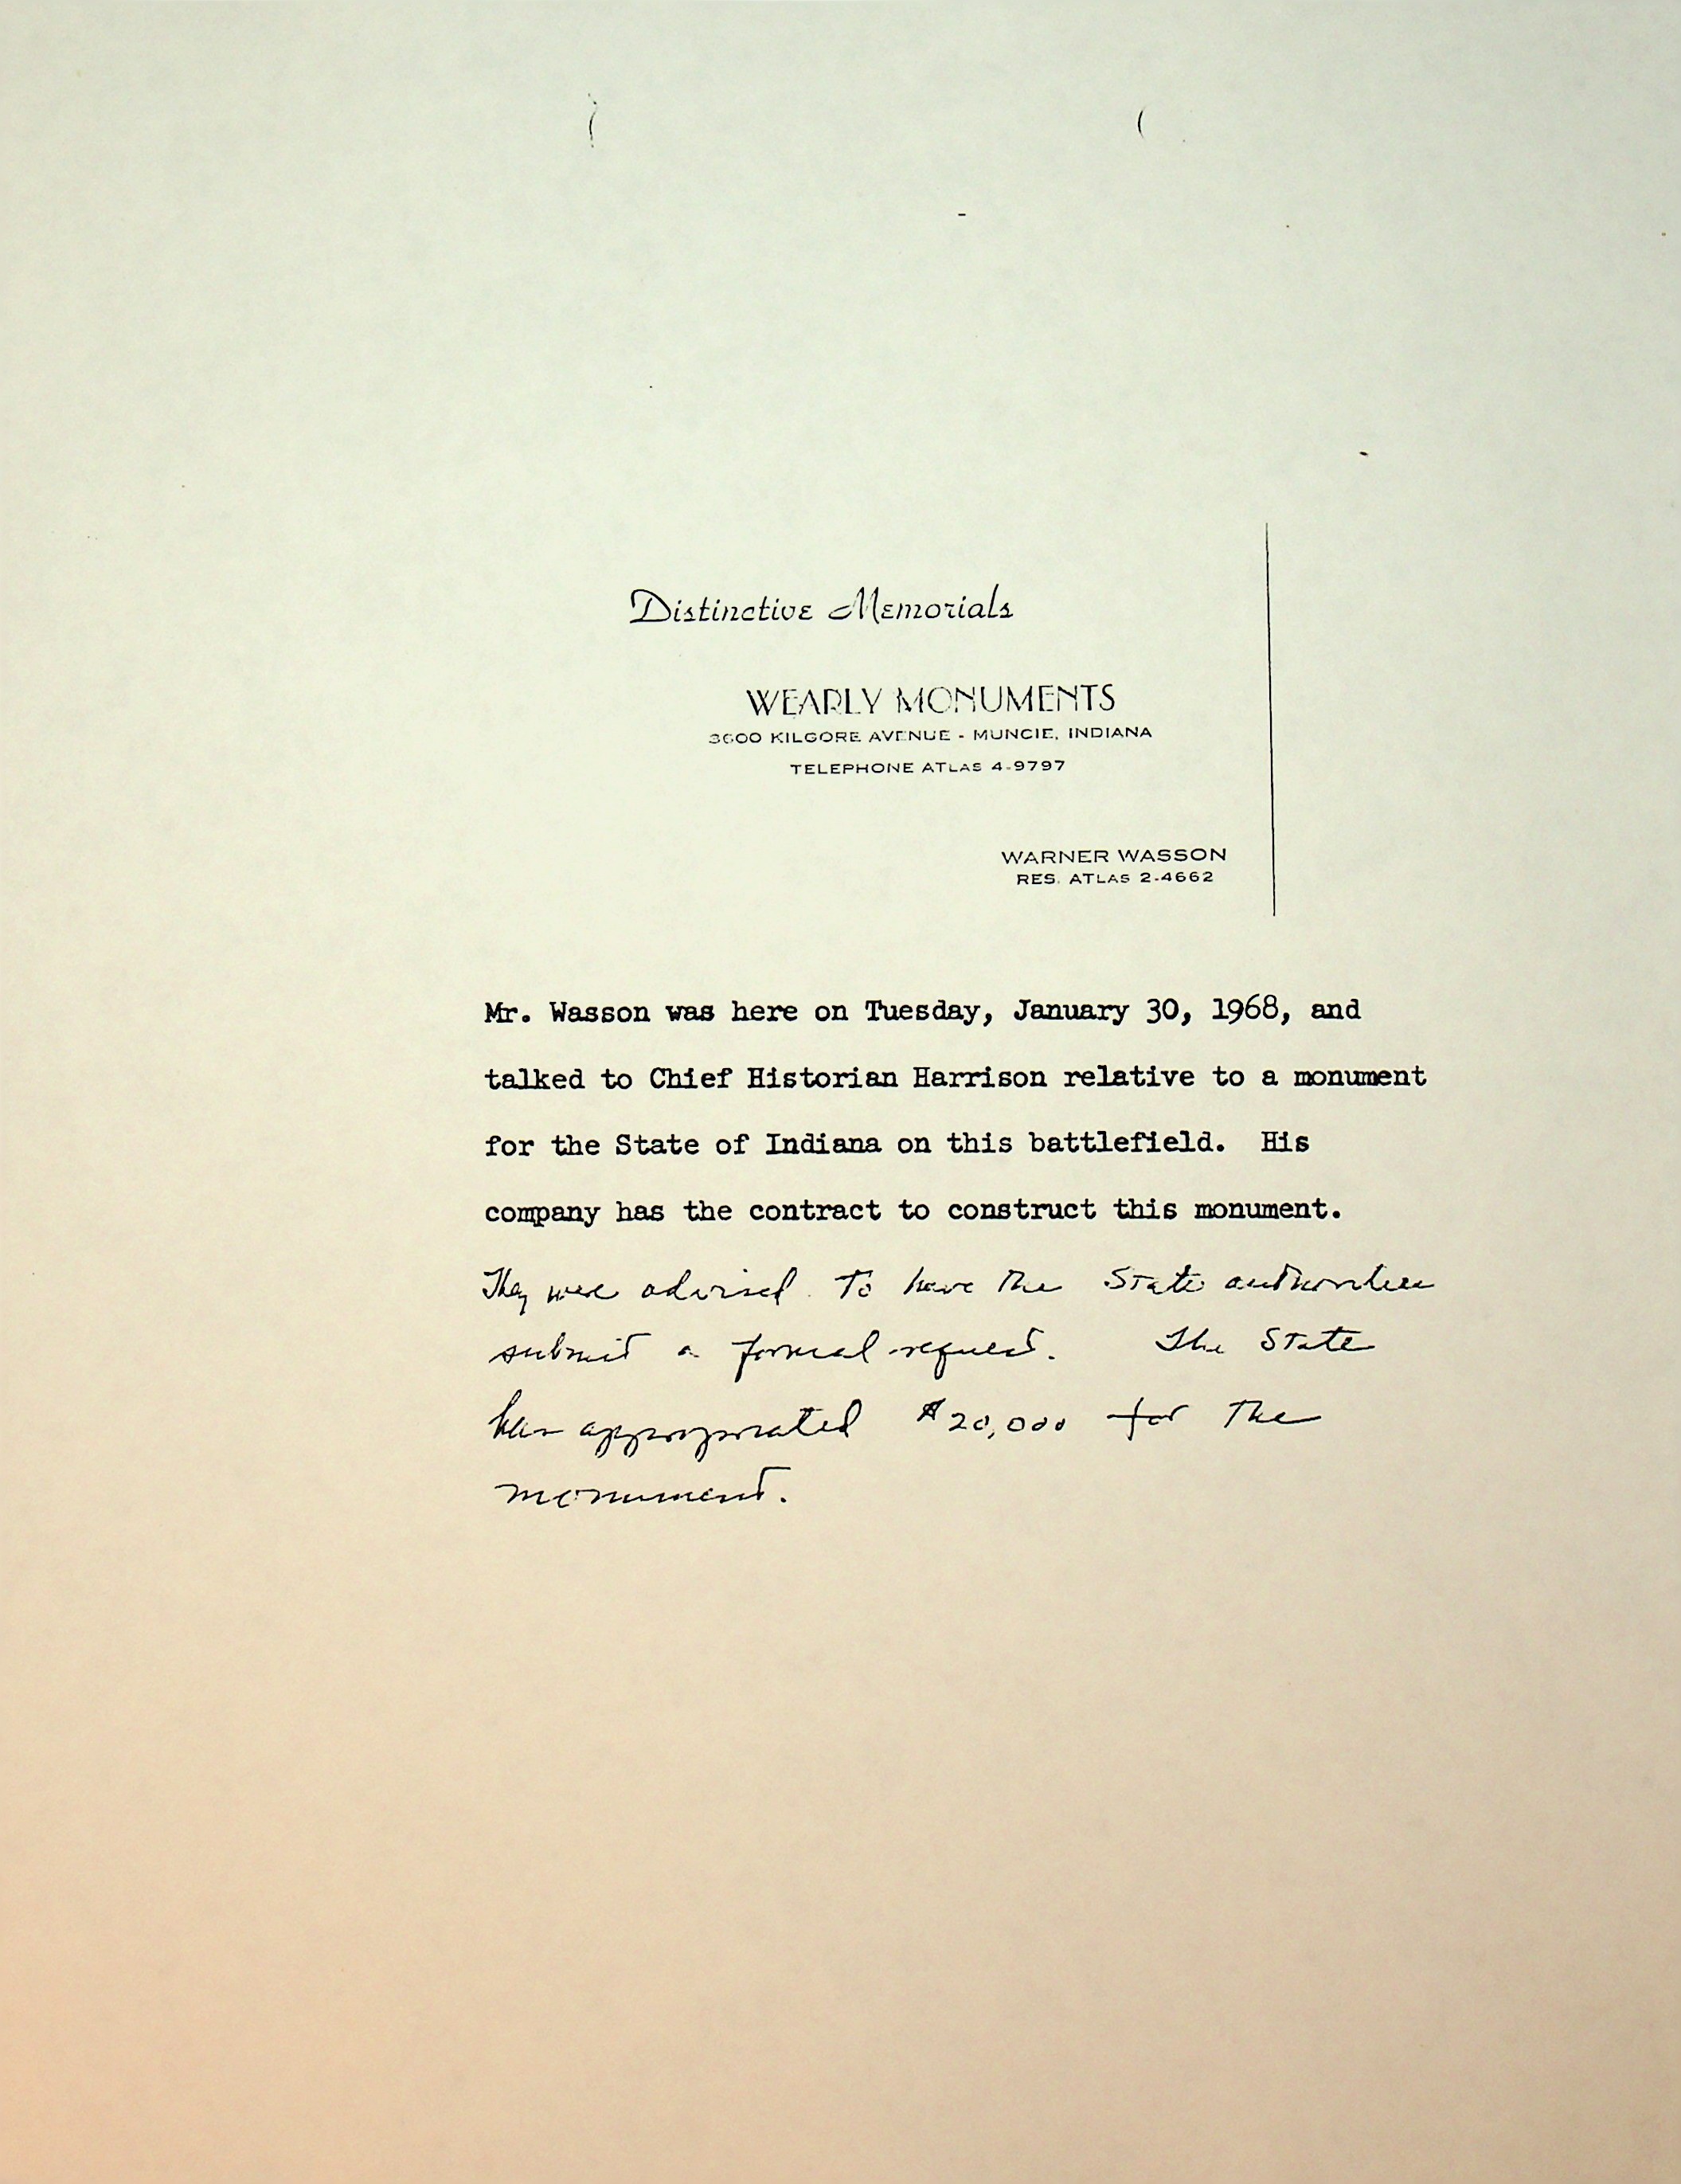 Distinctive Memorials
WEARLY MONUMENTS
3600 KILGORE AVENUE - MUNCIE, INDIANA
TELEPHONE ATLAS 4-9797
WARNER WASSON
RES. ATLAS 2-4662
Mr. Wasson was here on Tuesday, January 30, 1968, and
talked to Chief Historian Harrison relative to a monument
for the State of Indiana on this battlefield. His
company has the contract to construct this monument.
They were advised to have the State authorities
submit a formal request. The State
has appropriated $20,000 for the
monument.